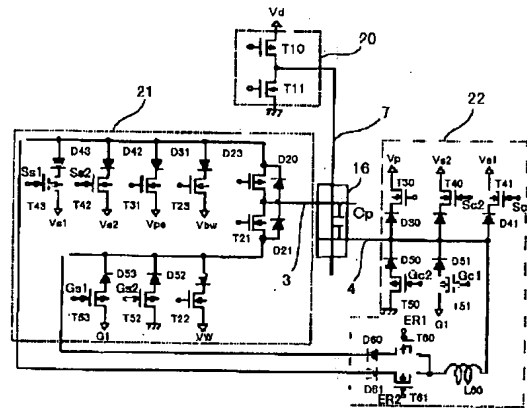 Vd
20
T10
T11
21
7
22
D43 D42 D31 D23 D20
Ss1 Ss2
T43 T42 T31 T23
Vs1 Vs2 Vpe Vbw
T21
D21
16
Cp
3
4
Vp Vs2 Vs1
T30 T40 T41
Sc2
D30 D41
D50 D51
Gc2 Gc1
T50
G1
D53 D52
Gs1 Gs2
T53 T52 T22
G1 Vw
ER1
D60 T60
D61
ER2 T61
L60